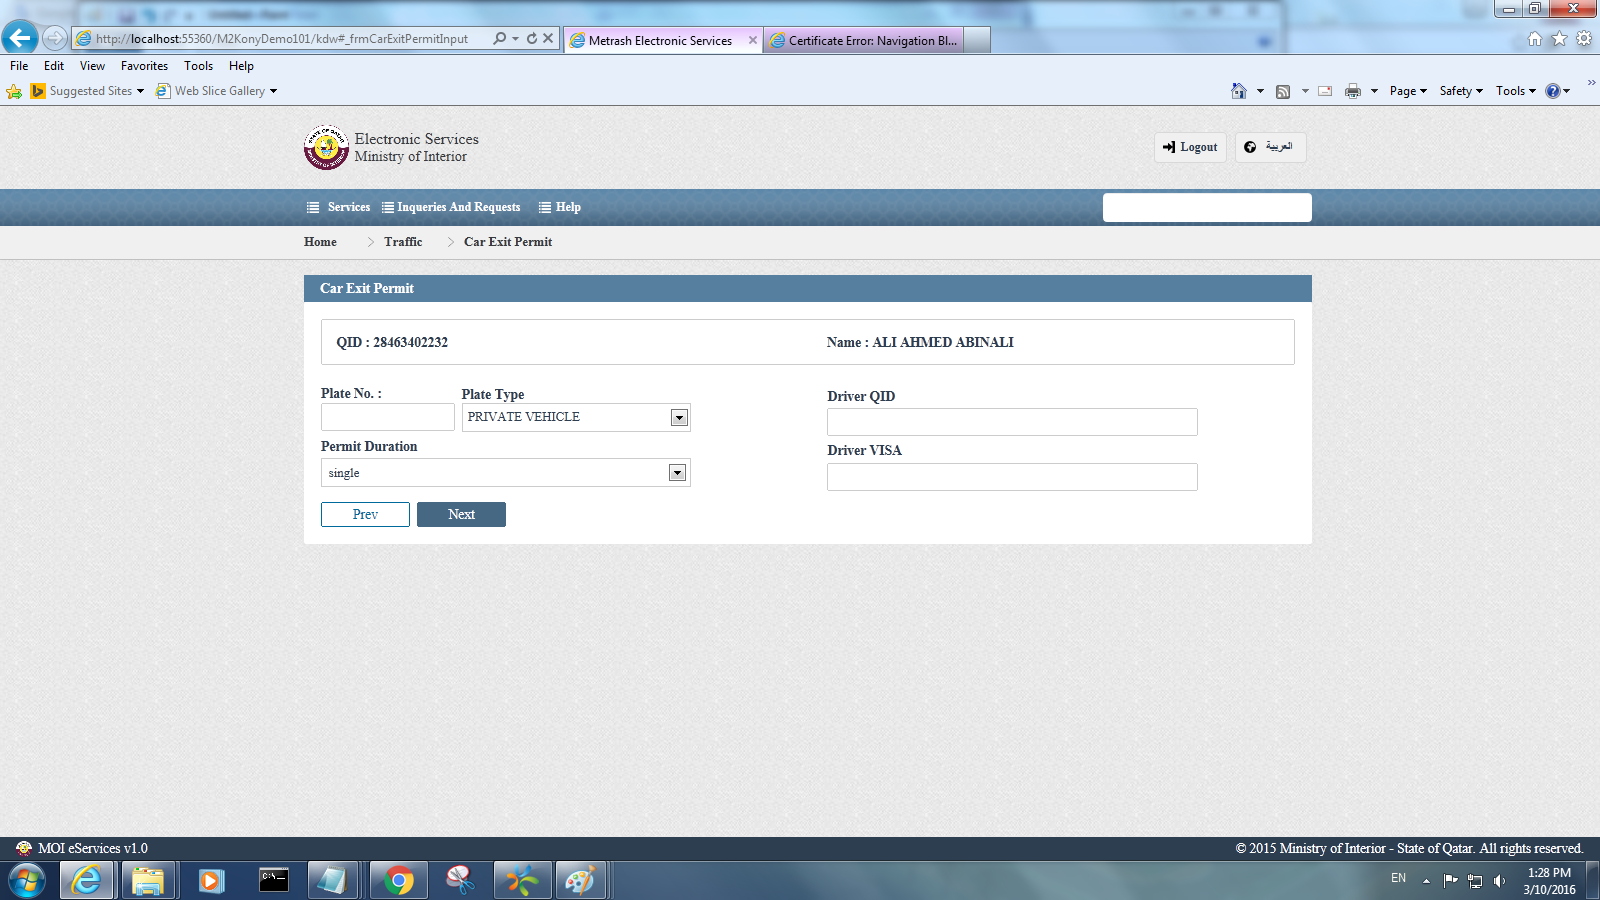 http://localhost:55360/M2KonyDemo101/kdw#_frmCarExitPermitInput
Metrash Electronic Services
Certificate Error: Navigation Bl...
File Edit View Favorites Tools Help
Suggested Sites Web Slice Gallery
Page Safety Tools
Electronic Services
Ministry of Interior
Logout
العربية
Services Inqueries And Requests Help
Home Traffic Car Exit Permit
Car Exit Permit
QID : 28463402232
Name : ALI AHMED ABINALI
Plate No. :
Plate Type
PRIVATE VEHICLE
Driver QID
Permit Duration
single
Driver VISA
Prev Next
MOI eServices v1.0
© 2015 Ministry of Interior - State of Qatar. All rights reserved.
EN
1:28 PM
3/10/2016